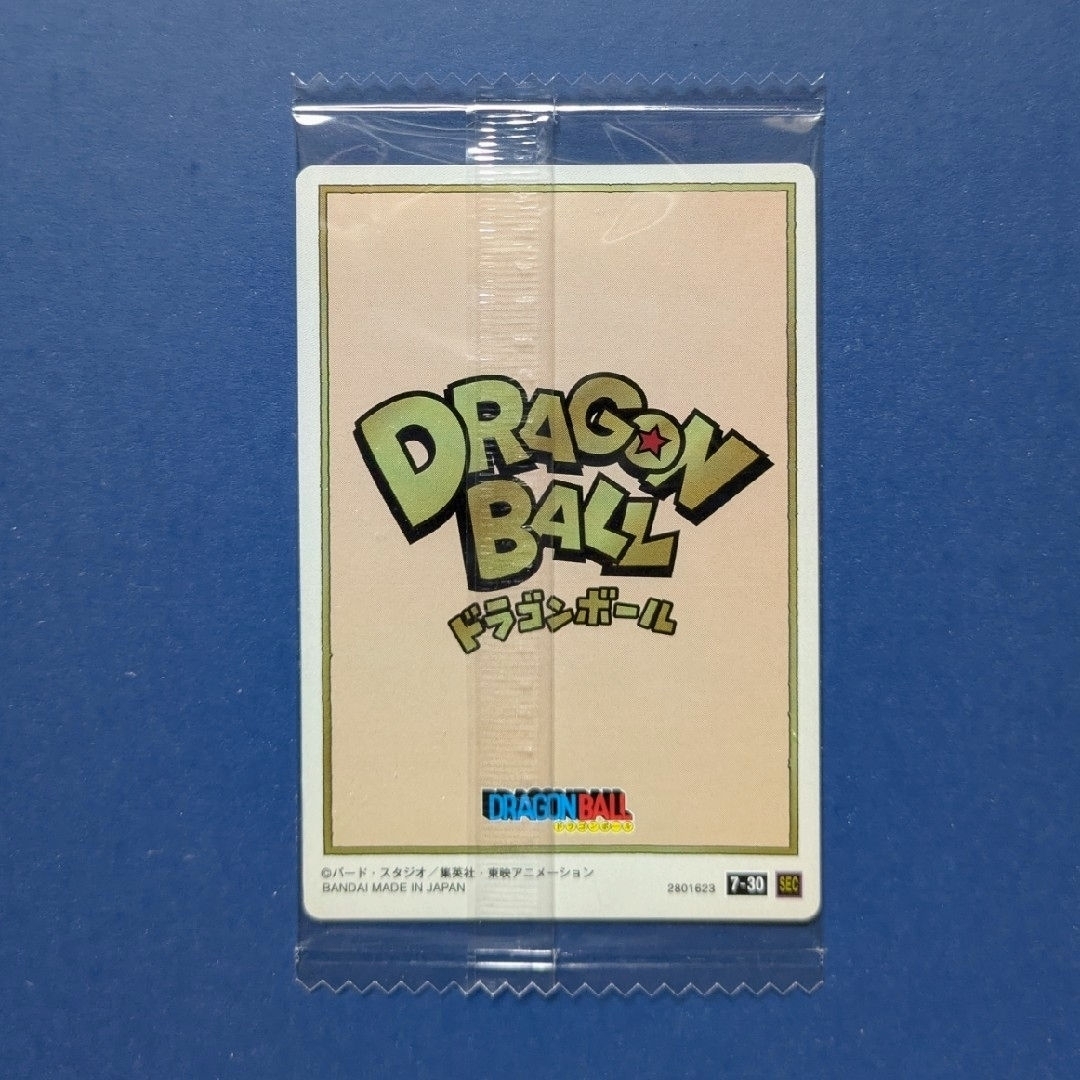 DRAGON
BALL
ドラゴンボール
DRAGON BALL
©バード・スタジオ／集英社・東映アニメーション
BANDAI MADE IN JAPAN
2801623 7-30 SEC